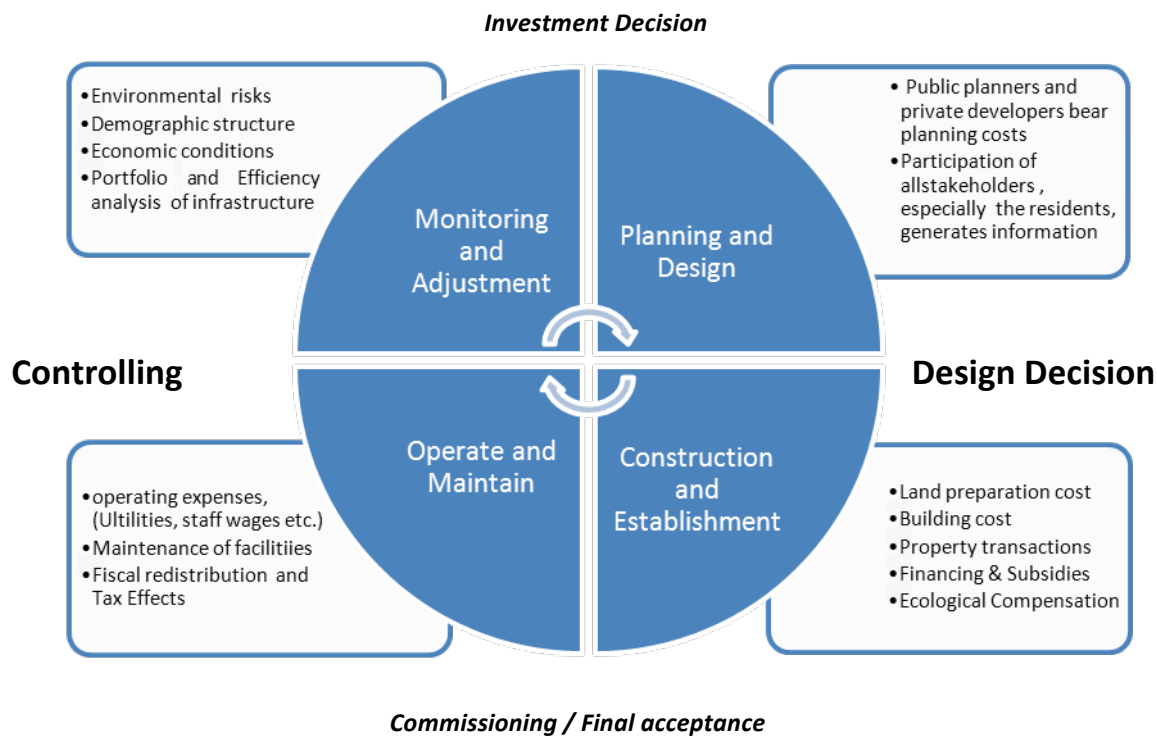 Investment Decision
•Environmental risks
•Demographic structure
•Economic conditions
•Portfolio and Efficiency
analysis of infrastructure
• Public planners and
private developers bear
planning costs
•Participation of
allstakeholders ,
especially the residents,
generates information
Monitoring
and
Adjustment
Planning and
Design
Controlling
Design Decision
Operate and
Maintain
Construction
and
Establishment
•operating expenses,
(Ultilities, staff wages etc.)
•Maintenance of facilitiies
•Fiscal redistribution and
Tax Effects
•Land preparation cost
•Building cost
•Property transactions
•Financing & Subsidies
•Ecological Compensation
Commissioning / Final acceptance